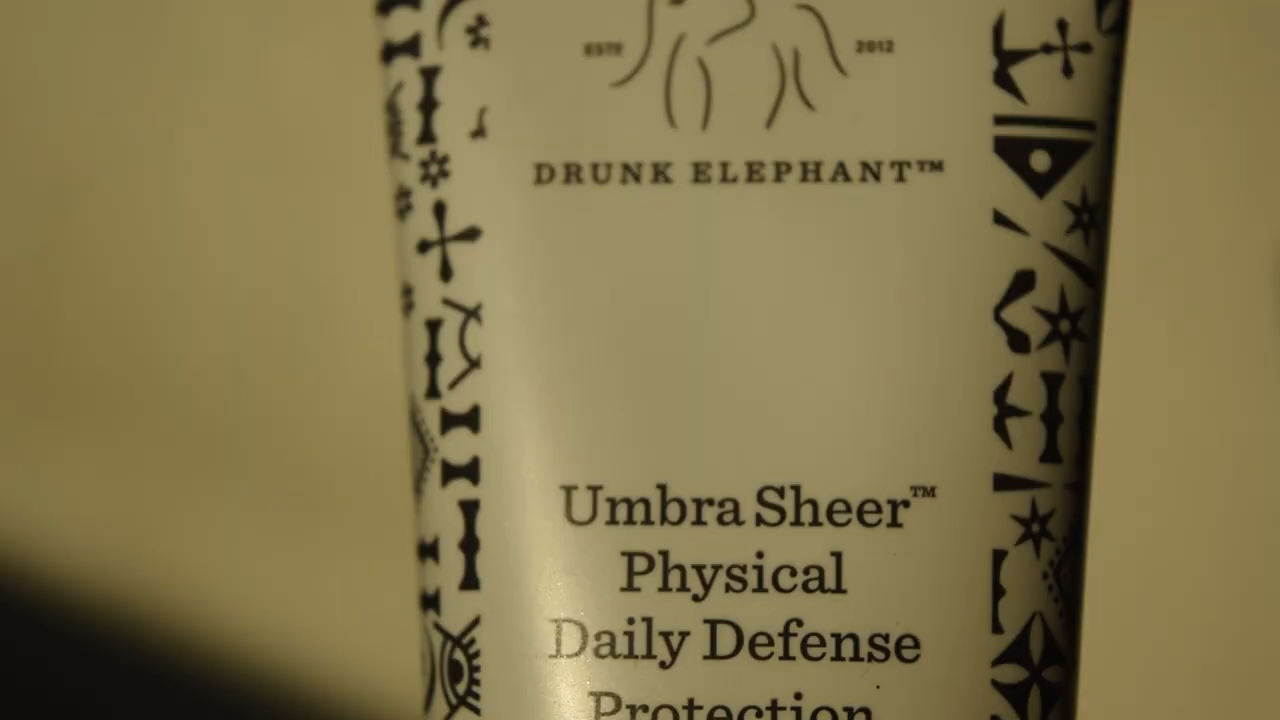 ESTD 2012
DRUNK ELEPHANT™
Umbra Sheer™
Physical
Daily Defense
Protection